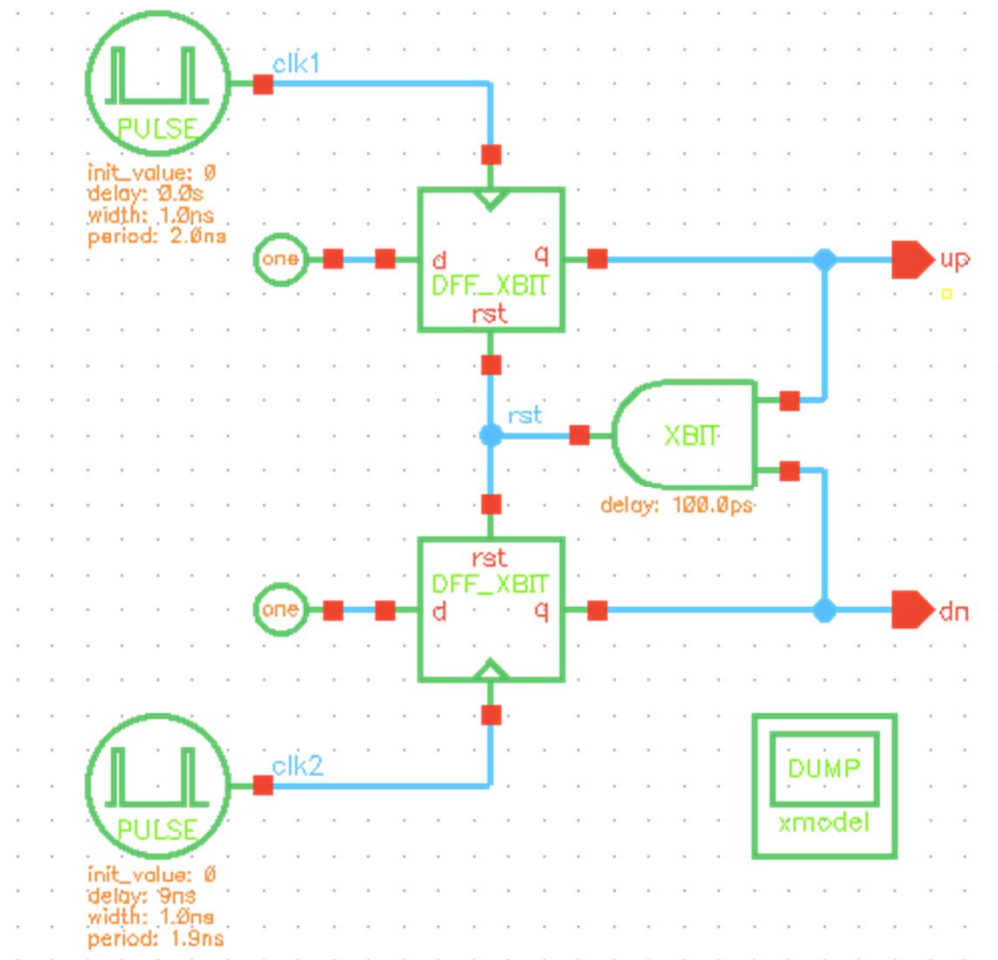 clk1
PULSE
init_value: 0
delay: 0.0s
width: 1.0ns
period: 2.0ns
one
d
q
DFF_XBIT
rst
up
rst
XBIT
delay: 100.0ps
rst
DFF_XBIT
one
d
q
dn
clk2
PULSE
init_value: 0
delay: 9ns
width: 1.0ns
period: 1.9ns
DUMP
xmodel